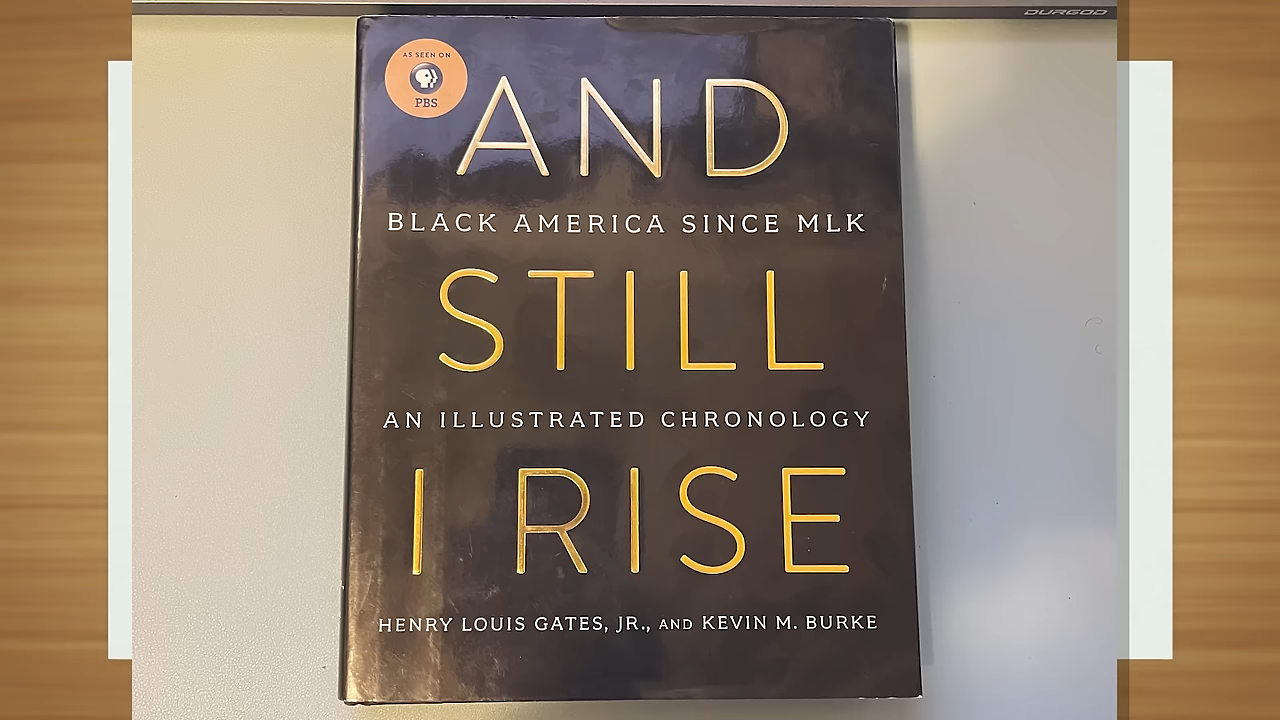 DURGOD
AS SEEN ON
PBS
AND
BLACK AMERICA SINCE MLK
STILL
AN ILLUSTRATED CHRONOLOGY
I RISE
HENRY LOUIS GATES, JR., AND KEVIN M. BURKE